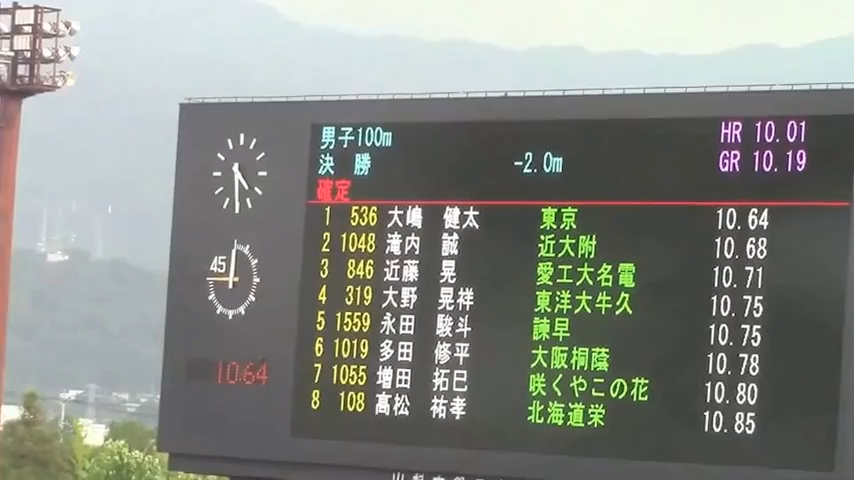 男子100m HR 10.01
決勝 -2.0m GR 10.19
確定
1 536 大嶋 健太 東京 10.64
2 1048 滝内 誠 近大附 10.68
3 846 近藤 晃 愛工大名電 10.71
4 319 大野 晃祥 東洋大牛久 10.75
5 1559 永田 駿斗 諫早 10.75
6 1019 多田 修平 大阪桐蔭 10.78
7 1055 増田 拓巳 咲くやこの花 10.80
8 108 高松 祐孝 北海道栄 10.85
45
10.64